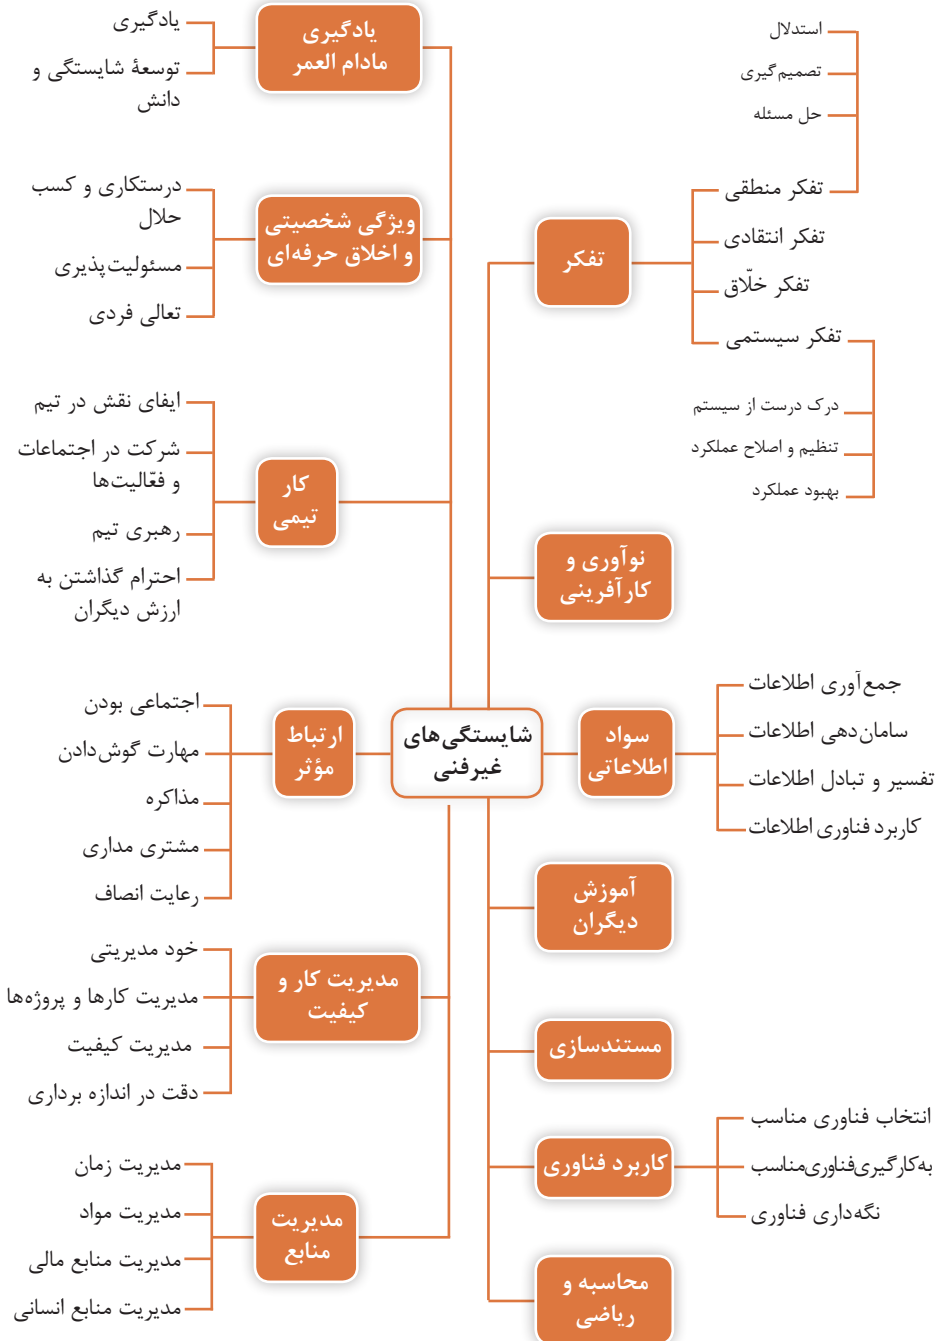 شایستگی‌های
غیرفنی
تفکر
تفکر منطقی
استدلال
تصمیم‌گیری
حل مسئله
تفکر انتقادی
تفکر خلّاق
تفکر سیستمی
درک درست از سیستم
تنظیم و اصلاح عملکرد
بهبود عملکرد
نوآوری و
کارآفرینی
سواد
اطلاعاتی
جمع‌آوری اطلاعات
سامان‌دهی اطلاعات
تفسیر و تبادل اطلاعات
کاربرد فناوری اطلاعات
آموزش
دیگران
مستندسازی
کاربرد فناوری
انتخاب فناوری مناسب
به‌کارگیری‌فناوری‌مناسب
نگه‌داری فناوری
محاسبه و
ریاضی
یادگیری
مادام العمر
یادگیری
توسعهٔ شایستگی و
دانش
ویژگی شخصیتی
و اخلاق حرفه‌ای
درستکاری و کسب
حلال
مسئولیت‌پذیری
تعالی فردی
کار
تیمی
ایفای نقش در تیم
شرکت در اجتماعات
و فعّالیت‌ها
رهبری تیم
احترام گذاشتن به
ارزش دیگران
ارتباط
مؤثر
اجتماعی بودن
مهارت گوش‌دادن
مذاکره
مشتری مداری
رعایت انصاف
مدیریت کار و
کیفیت
خود مدیریتی
مدیریت کارها و پروژه‌ها
مدیریت کیفیت
دقت در اندازه برداری
مدیریت
منابع
مدیریت زمان
مدیریت مواد
مدیریت منابع مالی
مدیریت منابع انسانی